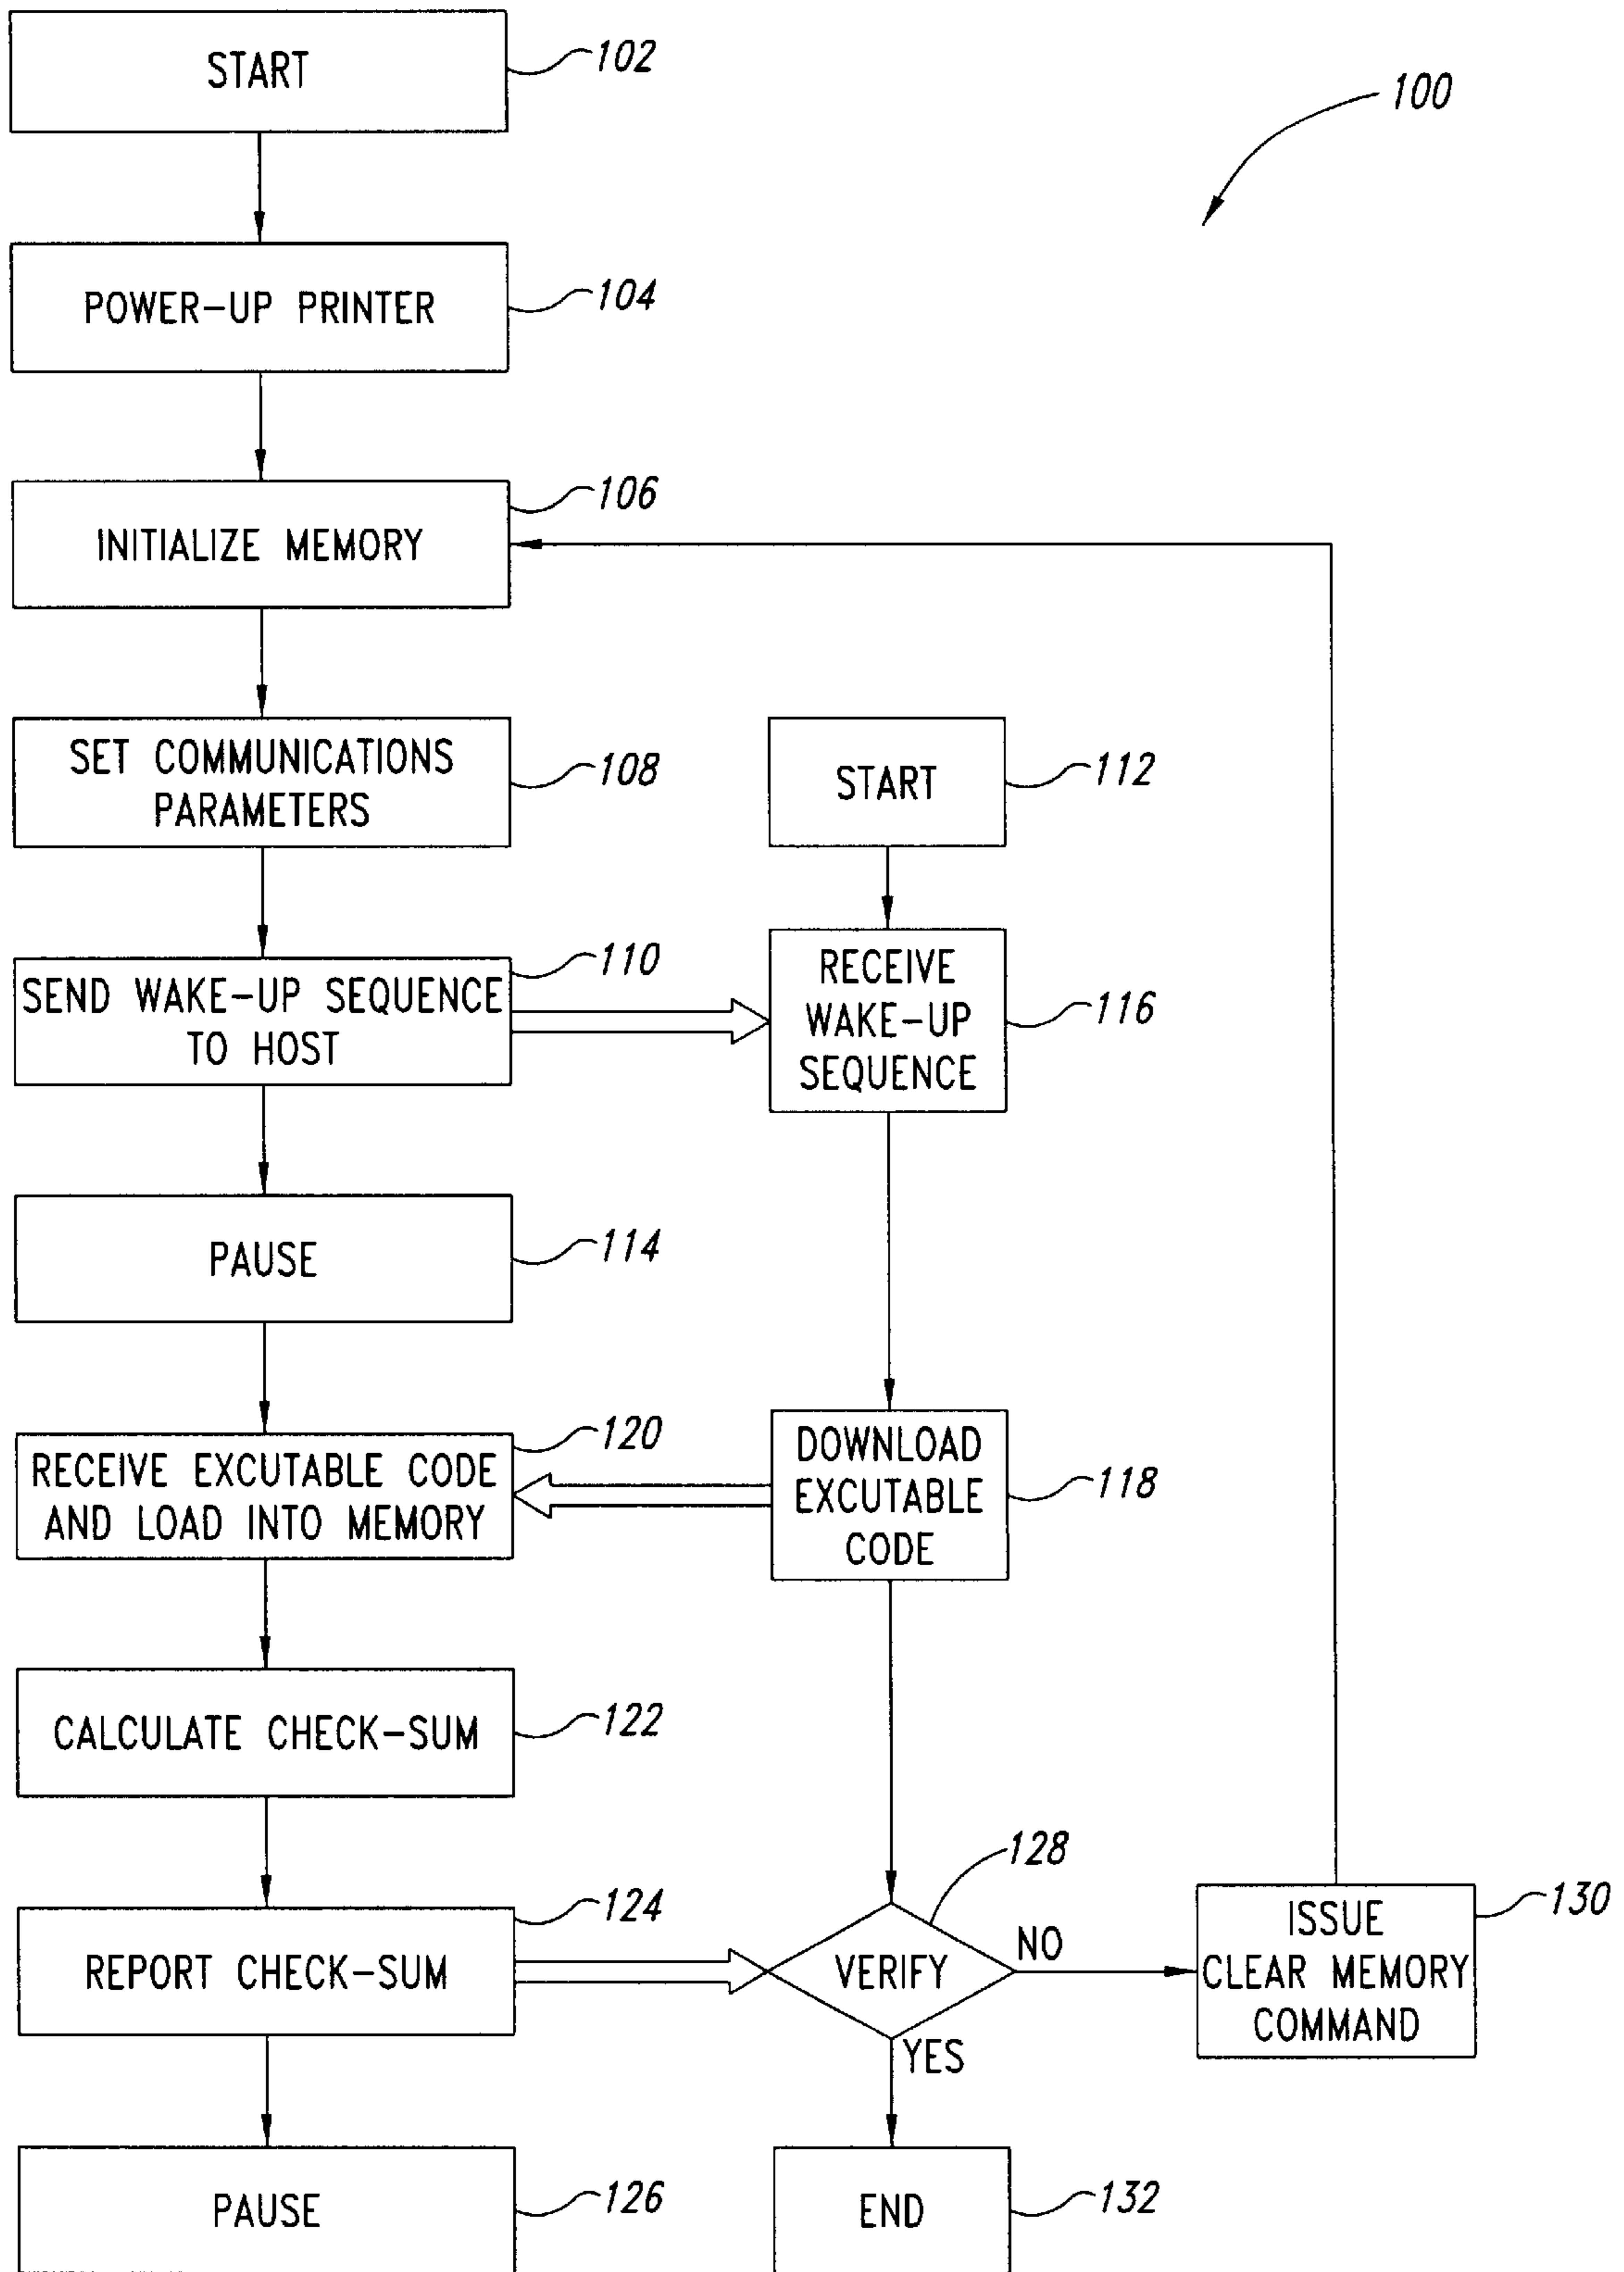 START
102
100
POWER-UP PRINTER
104
INITIALIZE MEMORY
106
SET COMMUNICATIONS
PARAMETERS
108
START
112
SEND WAKE-UP SEQUENCE
TO HOST
110
RECEIVE
WAKE-UP
SEQUENCE
116
PAUSE
114
RECEIVE EXCUTABLE CODE
AND LOAD INTO MEMORY
120
DOWNLOAD
EXCUTABLE
CODE
118
CALCULATE CHECK-SUM
122
REPORT CHECK-SUM
124
VERIFY
128
NO
YES
ISSUE
CLEAR MEMORY
COMMAND
130
PAUSE
126
END
132